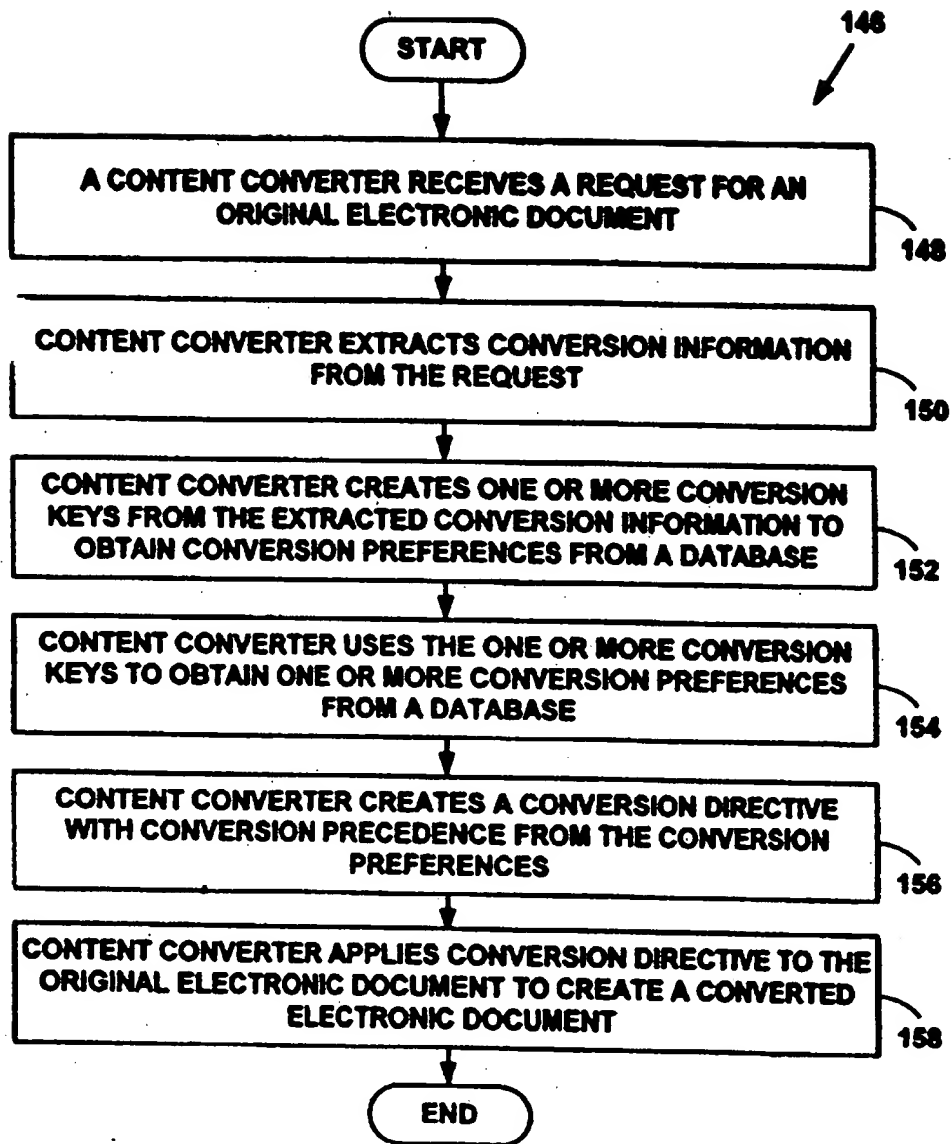 START
146
A CONTENT CONVERTER RECEIVES A REQUEST FOR AN
ORIGINAL ELECTRONIC DOCUMENT
148
CONTENT CONVERTER EXTRACTS CONVERSION INFORMATION
FROM THE REQUEST
150
CONTENT CONVERTER CREATES ONE OR MORE CONVERSION
KEYS FROM THE EXTRACTED CONVERSION INFORMATION TO
OBTAIN CONVERSION PREFERENCES FROM A DATABASE
152
CONTENT CONVERTER USES THE ONE OR MORE CONVERSION
KEYS TO OBTAIN ONE OR MORE CONVERSION PREFERENCES
FROM A DATABASE
154
CONTENT CONVERTER CREATES A CONVERSION DIRECTIVE
WITH CONVERSION PRECEDENCE FROM THE CONVERSION
PREFERENCES
156
CONTENT CONVERTER APPLIES CONVERSION DIRECTIVE TO THE
ORIGINAL ELECTRONIC DOCUMENT TO CREATE A CONVERTED
ELECTRONIC DOCUMENT
158
END